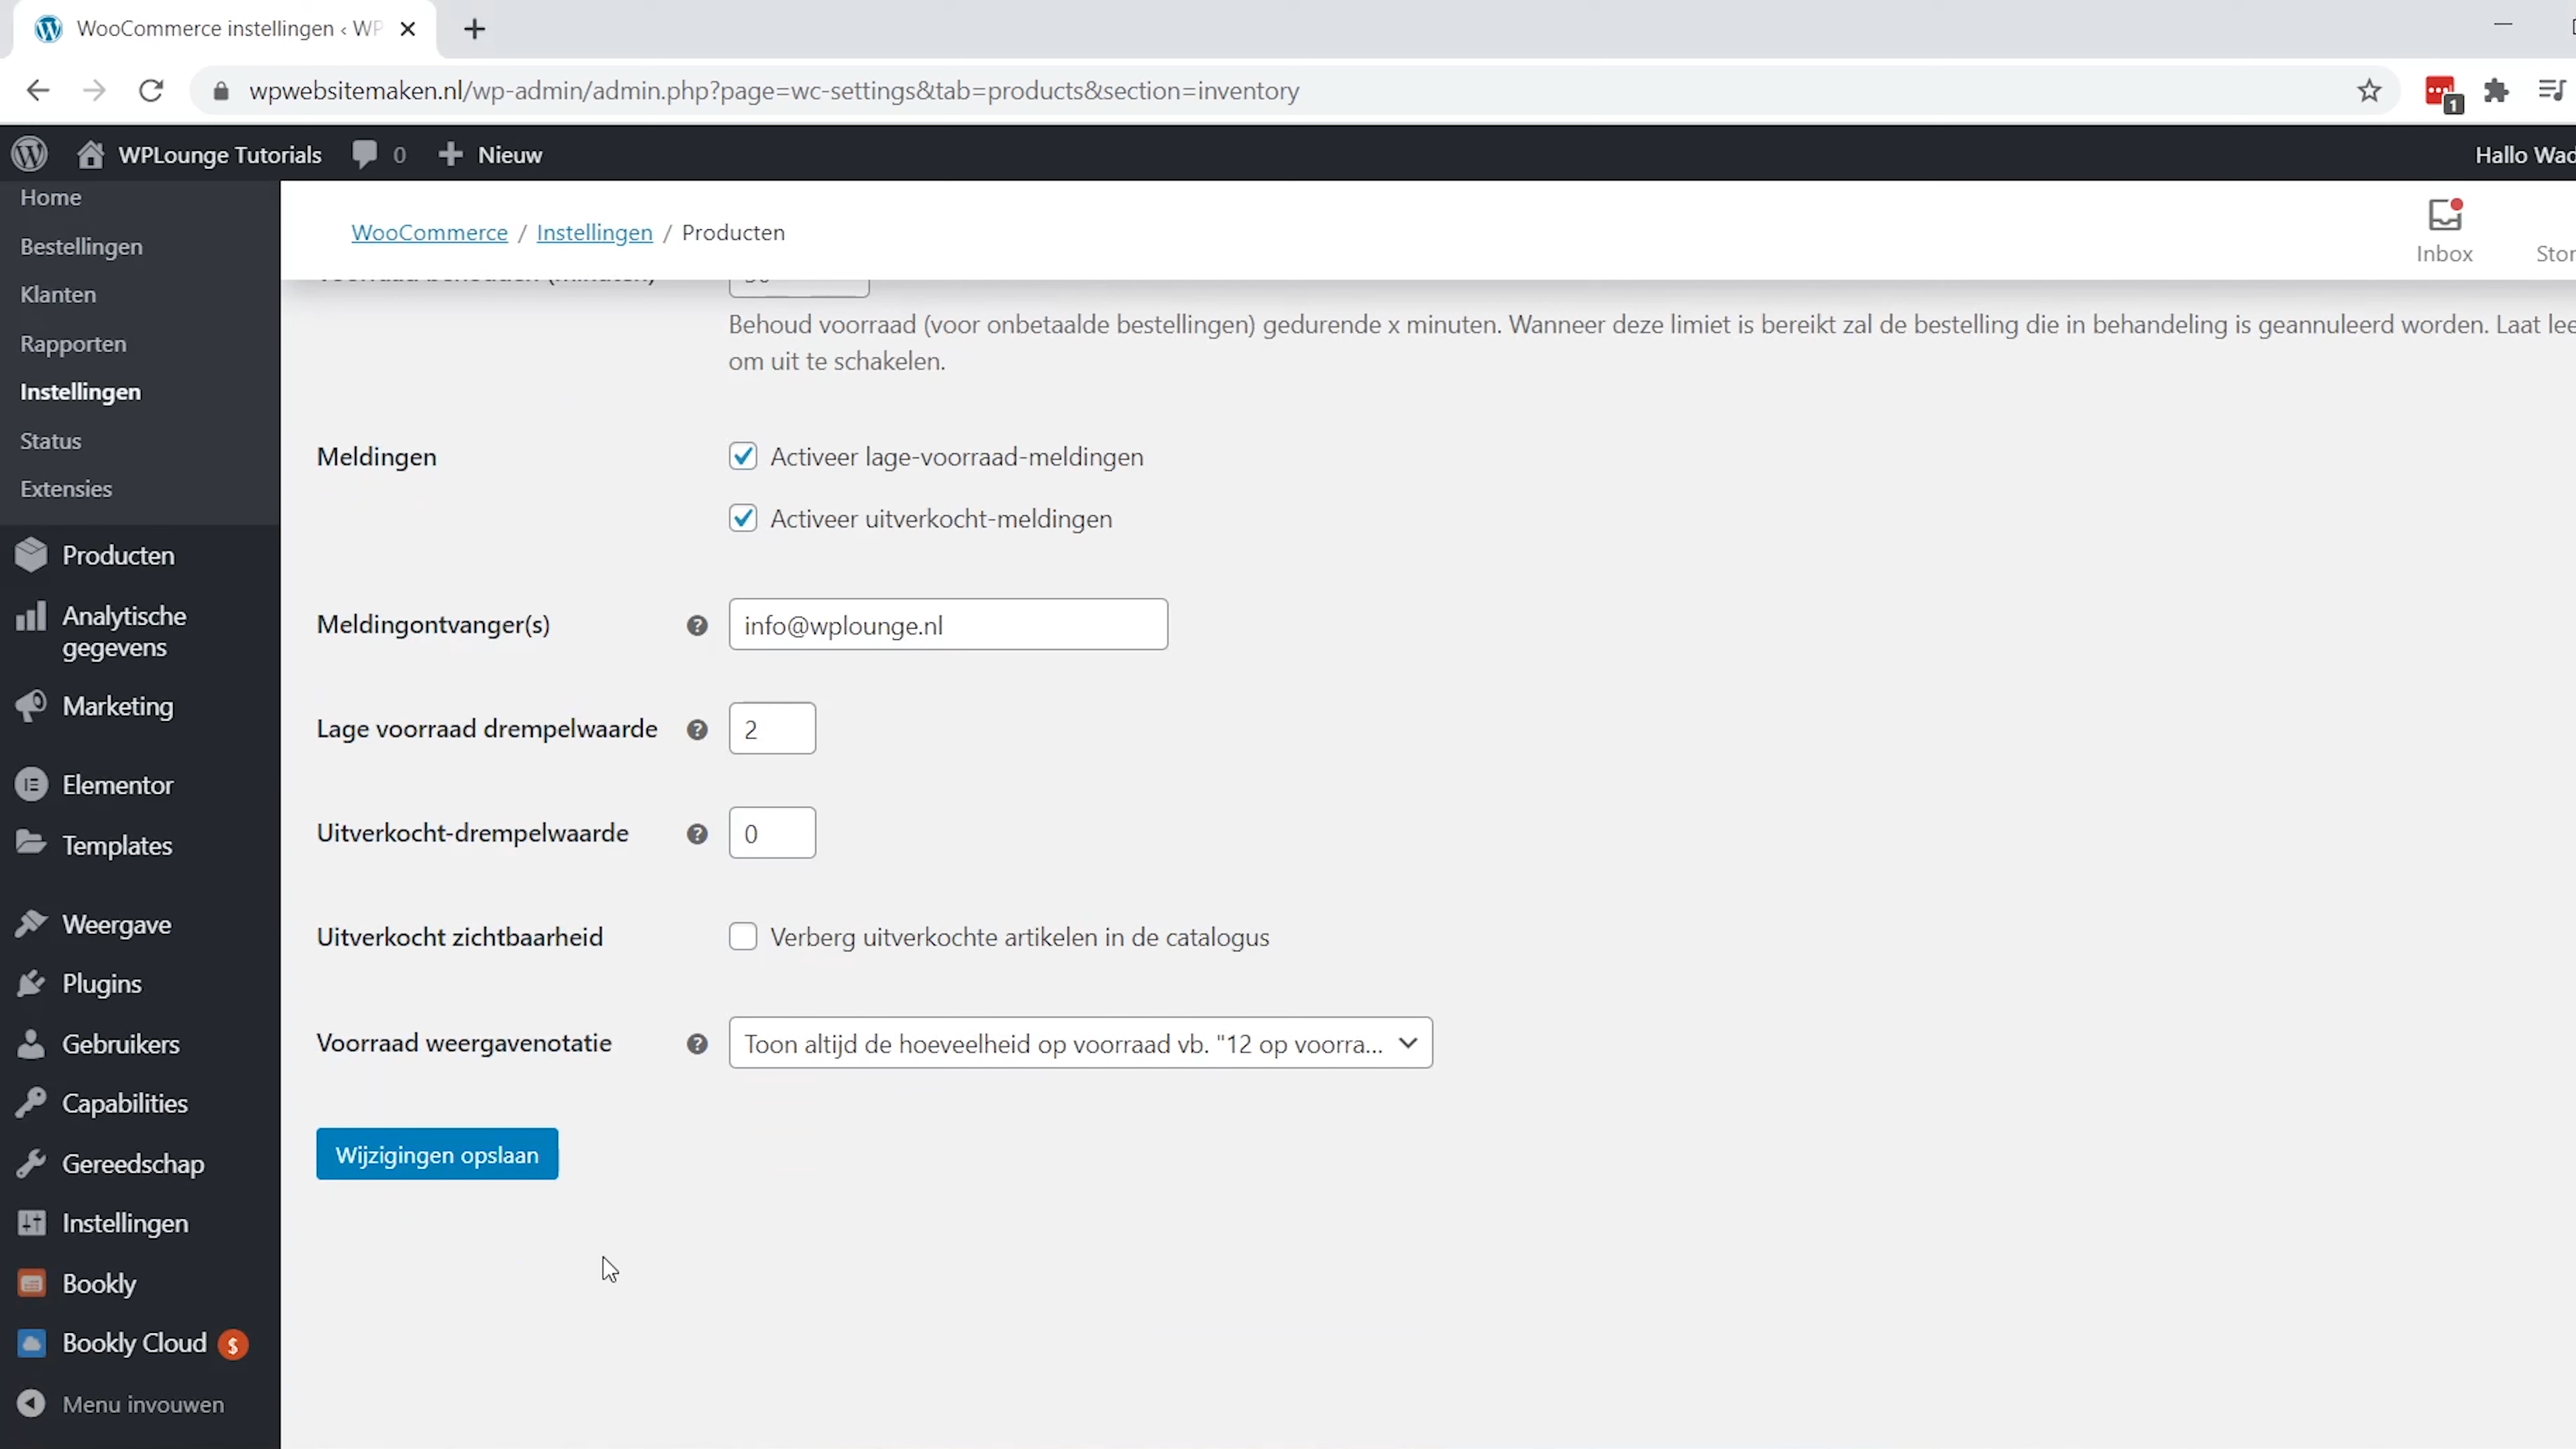 WooCommerce instellingen ‹ WP
wpwebsitemaken.nl/wp-admin/admin.php?page=wc-settings&tab=products&section=inventory
1
WPLounge Tutorials 0 Nieuw
Hallo
Home
Bestellingen
Klanten
Rapporten
Instellingen
Status
Extensies
Producten
Analytische
gegevens
Marketing
Elementor
Templates
Weergave
Plugins
Gebruikers
Capabilities
Gereedschap
Instellingen
Bookly
Bookly Cloud $
Menu invouwen
WooCommerce / Instellingen / Producten
Inbox
Behoud voorraad (voor onbetaalde bestellingen) gedurende x minuten. Wanneer deze limiet is bereikt zal de bestelling die in behandeling is geannuleerd worden. Laat
om uit te schakelen.
Meldingen
Activeer lage-voorraad-meldingen
Activeer uitverkocht-meldingen
Meldingontvanger(s) ? info@wplounge.nl
Lage voorraad drempelwaarde ? 2
Uitverkocht-drempelwaarde ? 0
Uitverkocht zichtbaarheid Verberg uitverkochte artikelen in de catalogus
Voorraad weergavenotatie ? Toon altijd de hoeveelheid op voorraad vb. "12 op voorra...
Wijzigingen opslaan